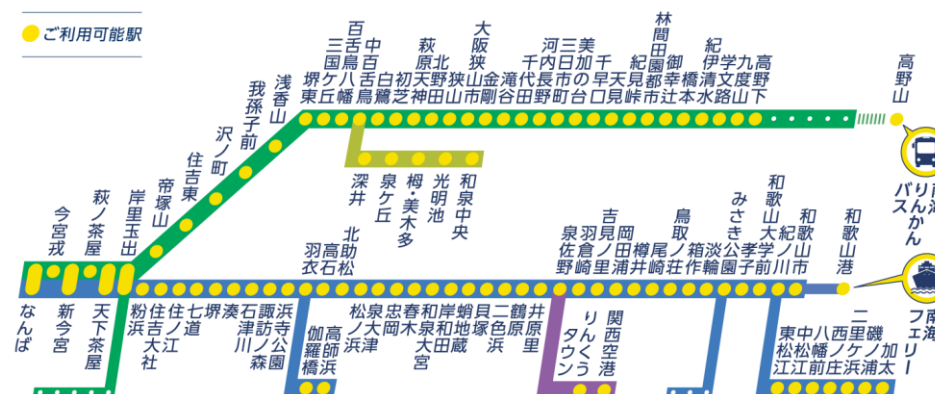 ご利用可能駅
なんば
今宮戎
新今宮
萩ノ茶屋
天下茶屋
岸里玉出
帝塚山
住吉東
沢ノ町
我孫子前
浅香山
堺東
三国ケ丘
百舌鳥八幡
中百舌鳥
白鷺
初芝
萩原天神
北野田
狭山
大阪狭山市
金剛
滝谷
千代田
河内長野
三日市町
美加の台
千早口
天見
紀見峠
林間田園都市
御幸辻
橋本
紀伊清水
学文路
九度山
高野下
高野山
南海りんかんバス
深井
泉ケ丘
栂・美木多
光明池
和泉中央
粉浜
住吉大社
住ノ江
七道
堺
湊
石津川
諏訪ノ森
浜寺公園
羽衣
高石
北助松
松ノ浜
泉大津
忠岡
春木
和泉大宮
岸和田
蛸地蔵
貝塚
二色浜
鶴原
井原里
泉佐野
羽倉崎
吉見ノ里
岡田浦
樽井
尾崎
鳥取ノ荘
箱作
淡輪
みさき公園
孝子
和歌山大学前
紀ノ川
和歌山市
和歌山港
南海フェリー
伽羅橋
高師浜
りんくうタウン
関西空港
東松江
中松江
八幡前
西ノ庄
二里ケ浜
磯ノ浦
加太